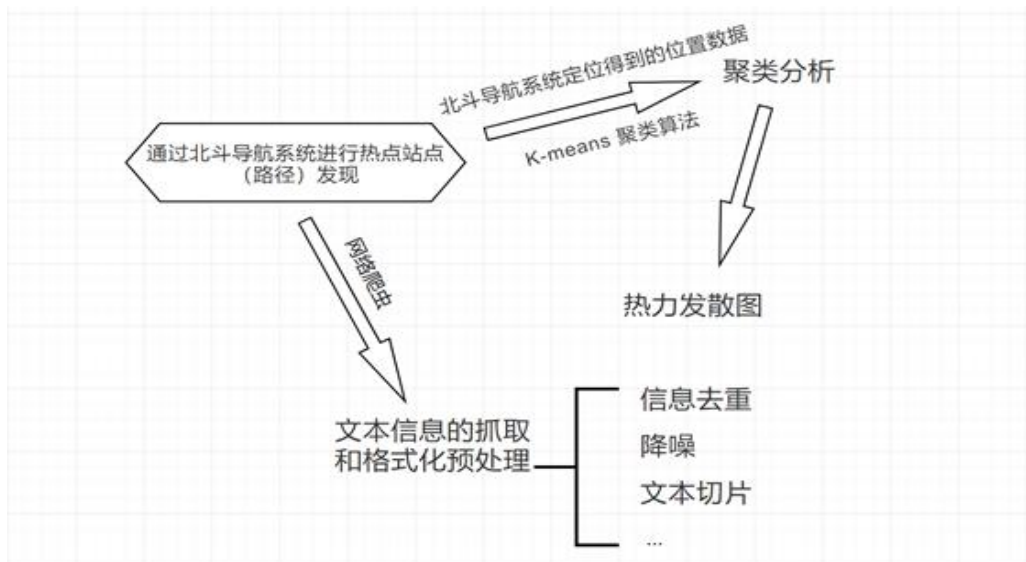 北斗导航系统定位得到的位置数据
聚类分析
K-means 聚类算法
通过北斗导航系统进行热点站点
（路径）发现
网络爬虫
热力发散图
文本信息的抓取
和格式化预处理
信息去重
降噪
文本切片
...